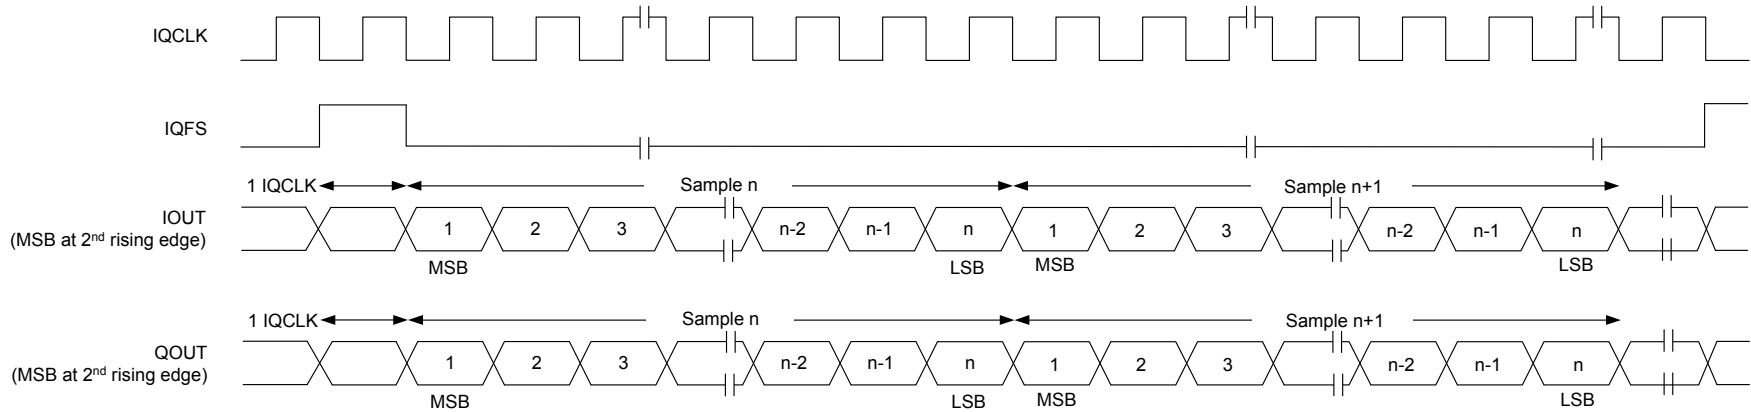 IQCLK
IQFS
1 IQCLK Sample n Sample n+1
IOUT
(MSB at 2nd rising edge)
1 2 3 n-2 n-1 n 1 2 3 n-2 n-1 n
MSB LSB MSB LSB
1 IQCLK Sample n Sample n+1
QOUT
(MSB at 2nd rising edge)
1 2 3 n-2 n-1 n 1 2 3 n-2 n-1 n
MSB LSB MSB LSB